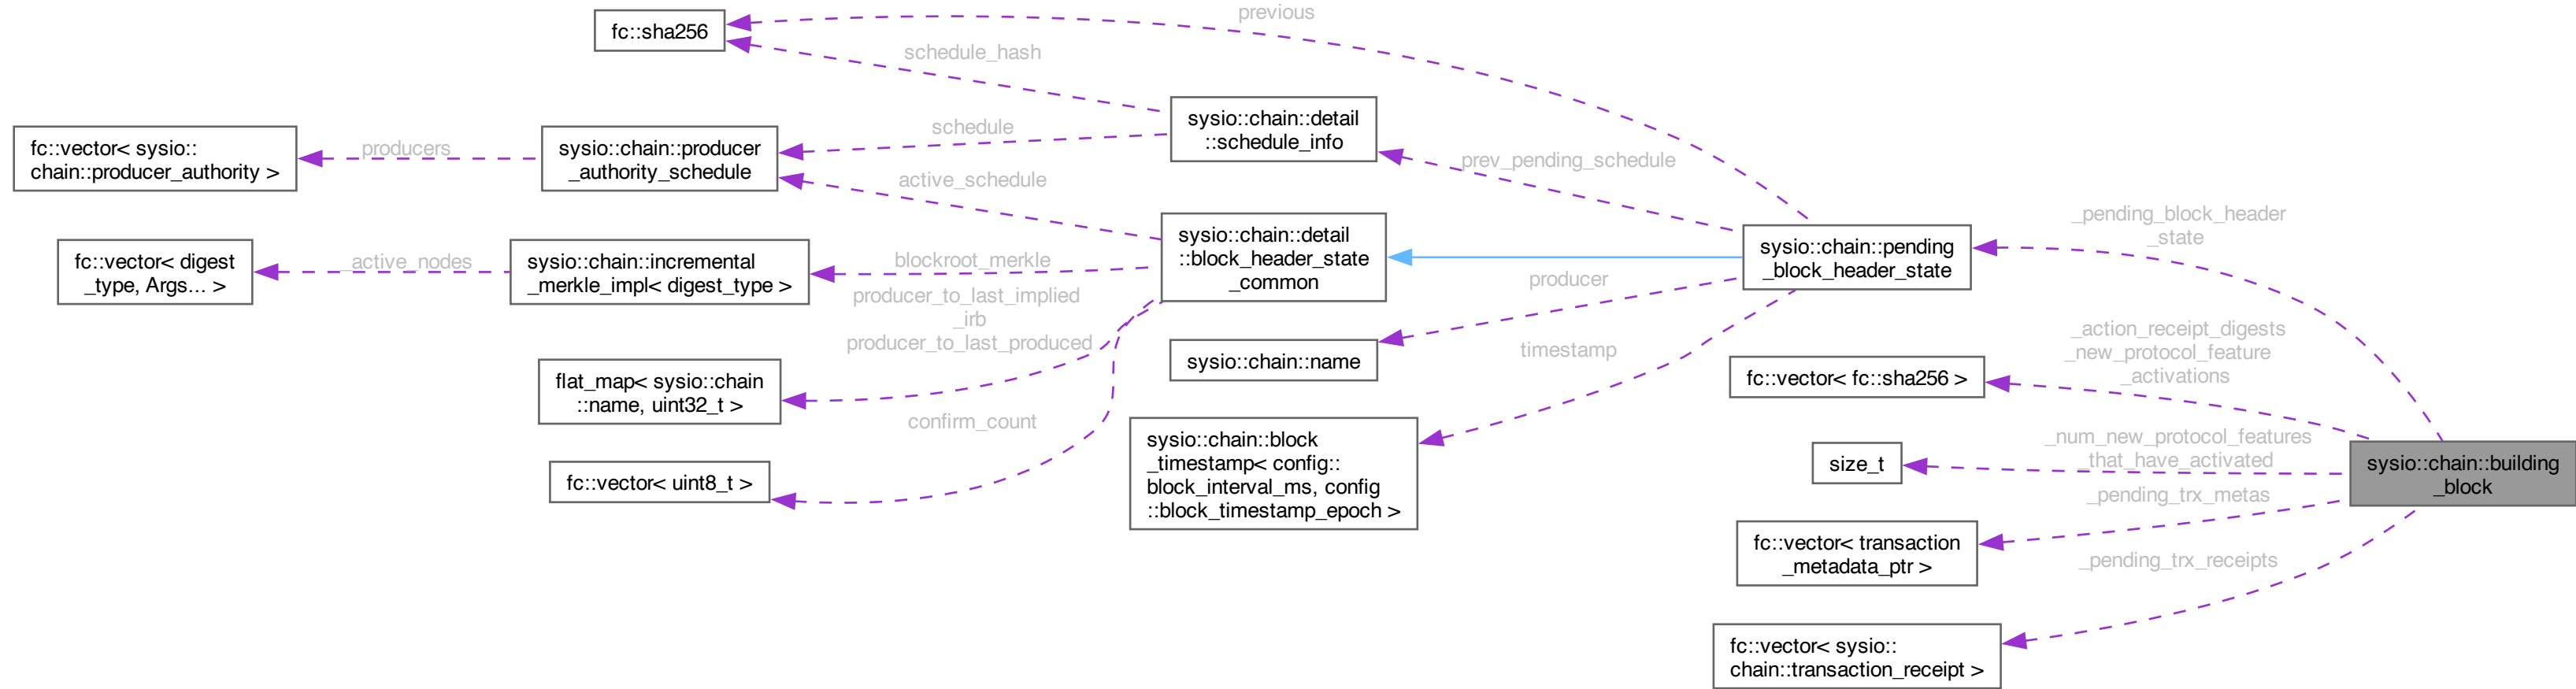 fc::sha256
previous
schedule_hash
fc::vector< sysio::
chain::producer_authority >
producers
sysio::chain::producer
_authority_schedule
schedule
active_schedule
sysio::chain::detail
::schedule_info
prev_pending_schedule
fc::vector< digest
_type, Args... >
_active_nodes
sysio::chain::incremental
_merkle_impl< digest_type >
blockroot_merkle
producer_to_last_implied
_irb
producer_to_last_produced
sysio::chain::detail
::block_header_state
_common
sysio::chain::pending
_block_header_state
_pending_block_header
_state
producer
sysio::chain::name
timestamp
flat_map< sysio::chain
::name, uint32_t >
confirm_count
fc::vector< uint8_t >
sysio::chain::block
_timestamp< config::
block_interval_ms, config
::block_timestamp_epoch >
_action_receipt_digests
_new_protocol_feature
_activations
fc::vector< fc::sha256 >
_num_new_protocol_features
_that_have_activated
size_t
sysio::chain::building
_block
_pending_trx_metas
fc::vector< transaction
_metadata_ptr >
_pending_trx_receipts
fc::vector< sysio::
chain::transaction_receipt >